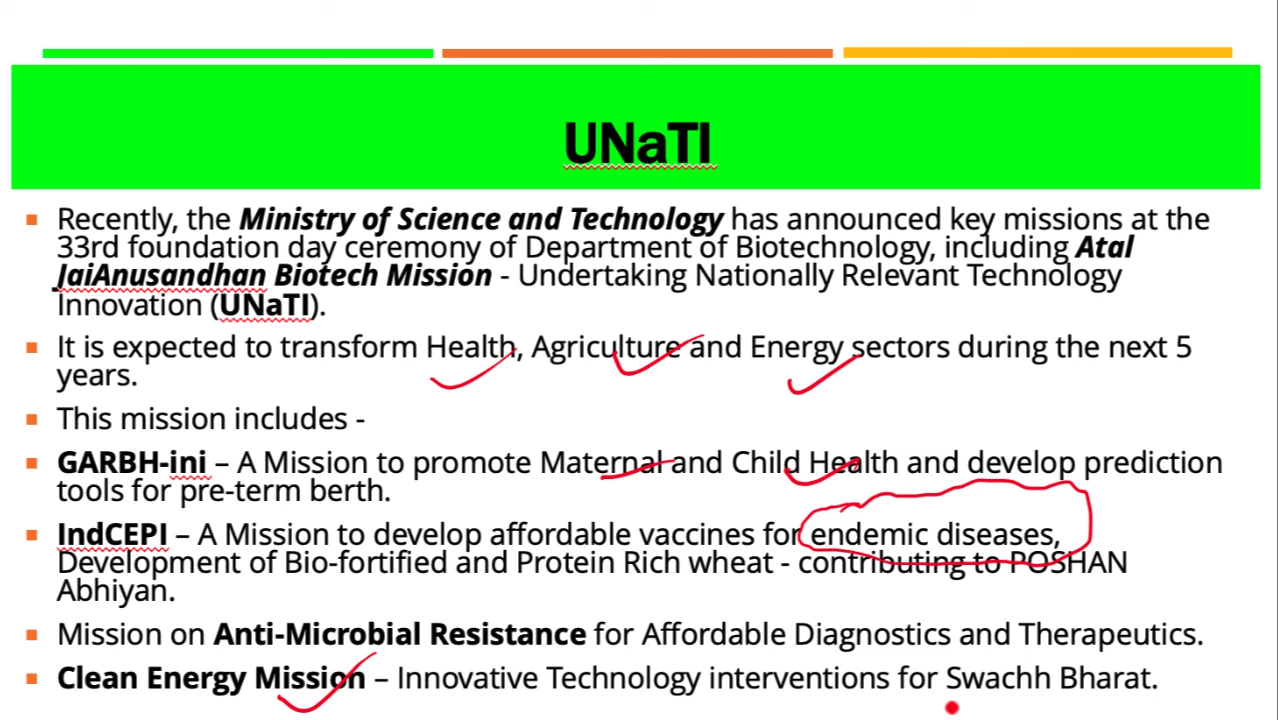 UNaTI
Recently, the Ministry of Science and Technology has announced key missions at the
33rd foundation day ceremony of Department of Biotechnology, including Atal
JaiAnusandhan Biotech Mission - Undertaking Nationally Relevant Technology
Innovation (UNaTI).
It is expected to transform Health, Agriculture and Energy sectors during the next 5
years.
This mission includes -
GARBH-ini – A Mission to promote Maternal and Child Health and develop prediction
tools for pre-term berth.
IndCEPI – A Mission to develop affordable vaccines for endemic diseases,
Development of Bio-fortified and Protein Rich wheat - contributing to POSHAN
Abhiyan.
Mission on Anti-Microbial Resistance for Affordable Diagnostics and Therapeutics.
Clean Energy Mission – Innovative Technology interventions for Swachh Bharat.